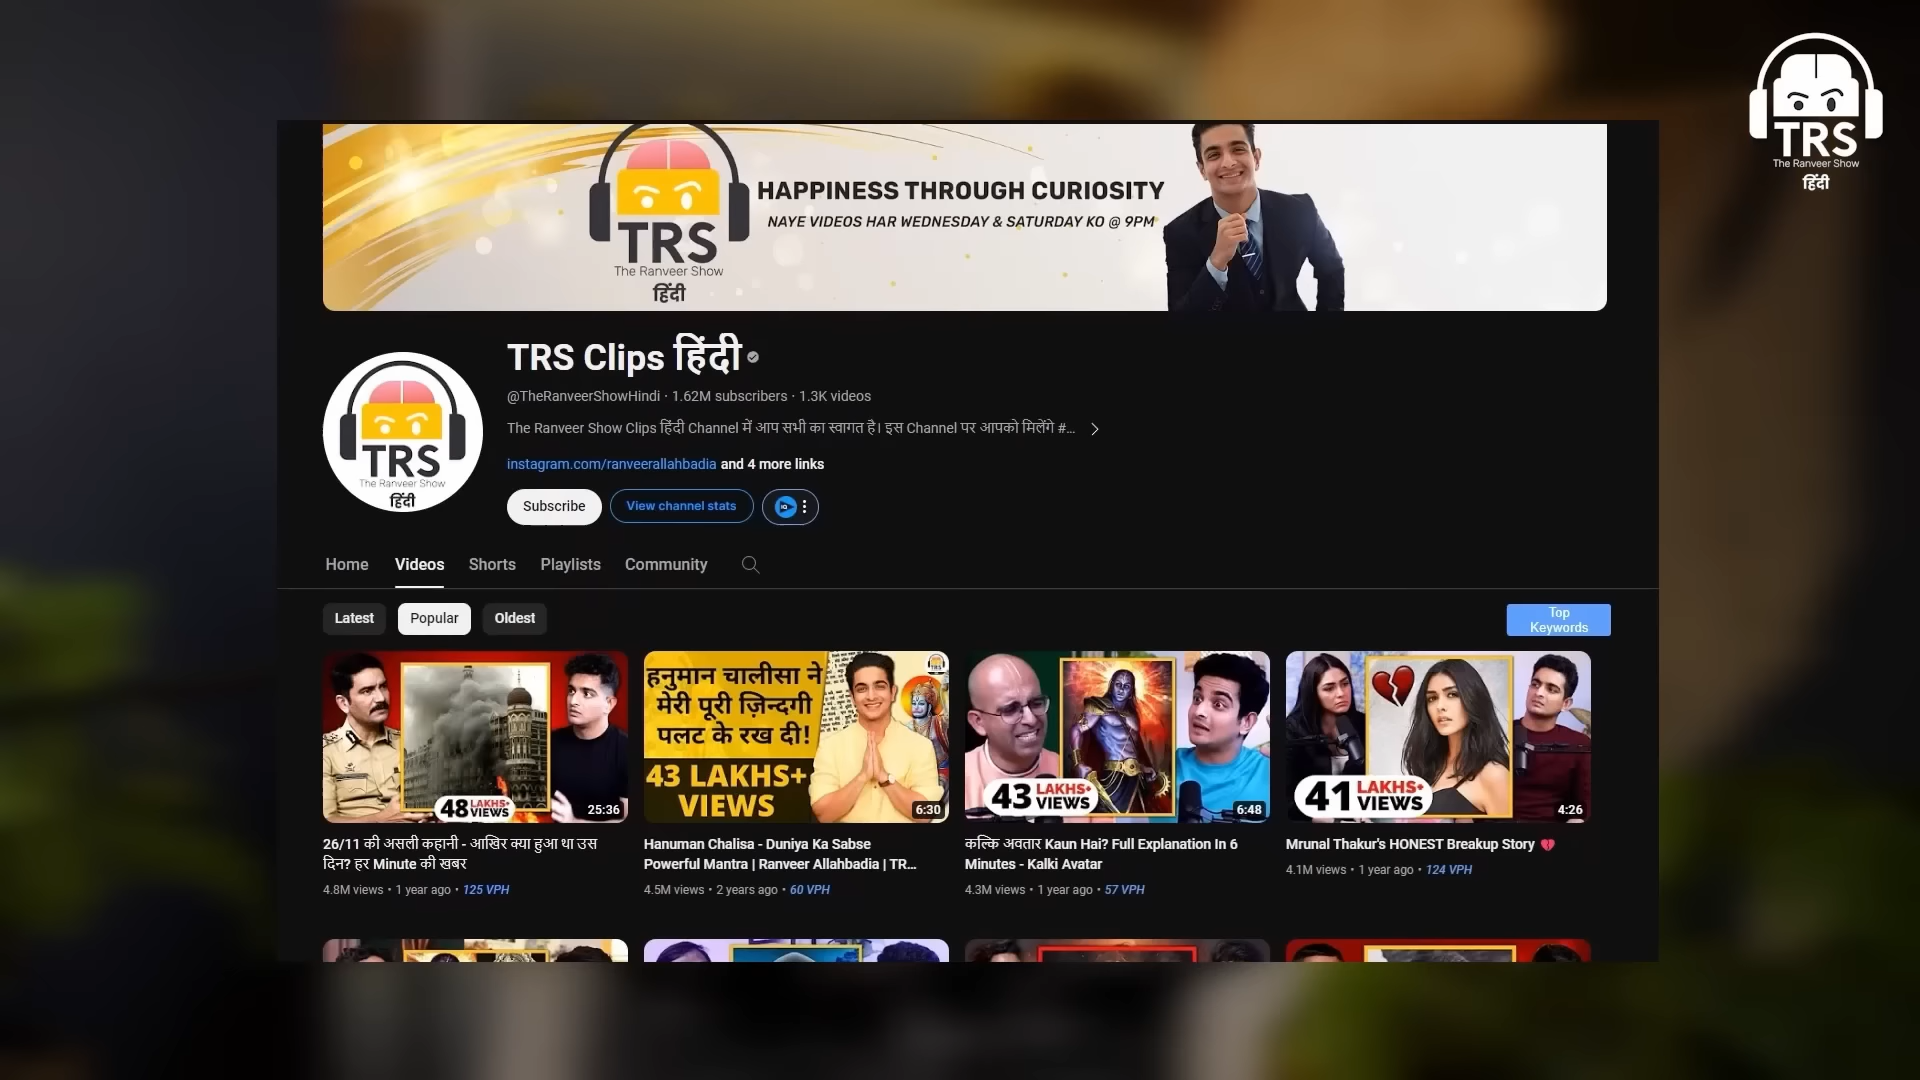 TRS
The Ranveer Show
हिंदी
TRS
The Ranveer Show
हिंदी
HAPPINESS THROUGH CURIOSITY
NAYE VIDEOS HAR WEDNESDAY & SATURDAY KO @ 9PM
TRS
The Ranveer Show
हिंदी
TRS Clips हिंदी
@TheRanveerShowHindi · 1.62M subscribers · 1.3K videos
The Ranveer Show Clips हिंदी Channel में आप सभी का स्वागत है। इस Channel पर आपको मिलेंगे #...
instagram.com/ranveerallahbadia and 4 more links
Subscribe
View channel stats
IQ
Home Videos Shorts Playlists Community
Latest Popular Oldest
Top
Keywords
48 LAKHS+ VIEWS
25:36
26/11 की असली कहानी - आखिर क्या हुआ था उस
दिन? हर Minute की खबर
4.8M views • 1 year ago • 125 VPH
हनुमान चालीसा ने
मेरी पूरी ज़िन्दगी
पलट के रख दी!
43 LAKHS+
VIEWS
6:30
Hanuman Chalisa - Duniya Ka Sabse
Powerful Mantra | Ranveer Allahbadia | TR...
4.5M views • 2 years ago • 60 VPH
43 LAKHS+ VIEWS
6:48
कल्कि अवतार Kaun Hai? Full Explanation In 6
Minutes - Kalki Avatar
4.3M views • 1 year ago • 57 VPH
41 LAKHS+ VIEWS
4:26
Mrunal Thakur's HONEST Breakup Story 💔
4.1M views • 1 year ago • 124 VPH